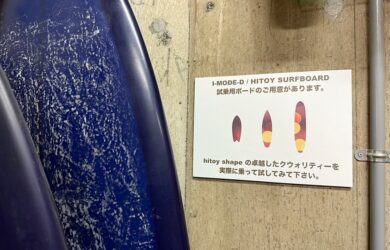 I-MODE-D / HITOY SURFBOARD
試乗用ボードのご用意があります。
hitoy shape の卓越したクウォリティーを
実際に乗って試してみて下さい。